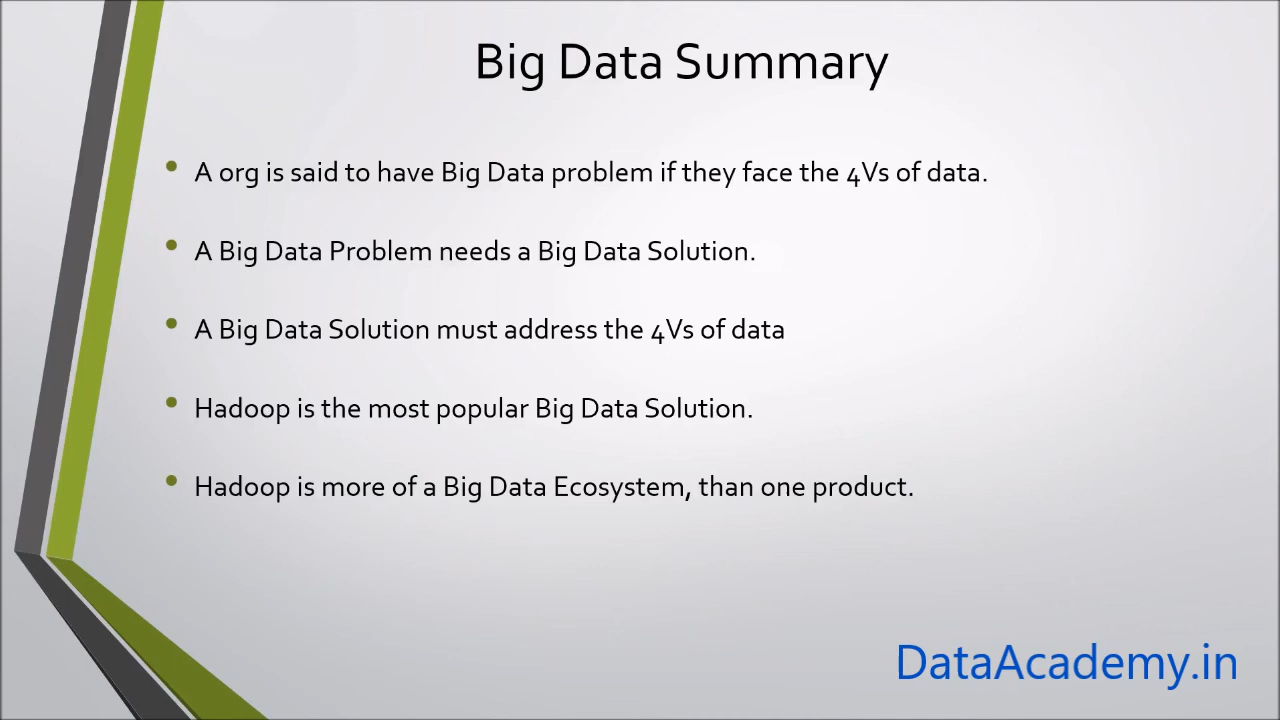 Big Data Summary
• A org is said to have Big Data problem if they face the 4Vs of data.
• A Big Data Problem needs a Big Data Solution.
• A Big Data Solution must address the 4Vs of data
• Hadoop is the most popular Big Data Solution.
• Hadoop is more of a Big Data Ecosystem, than one product.
DataAcademy.in